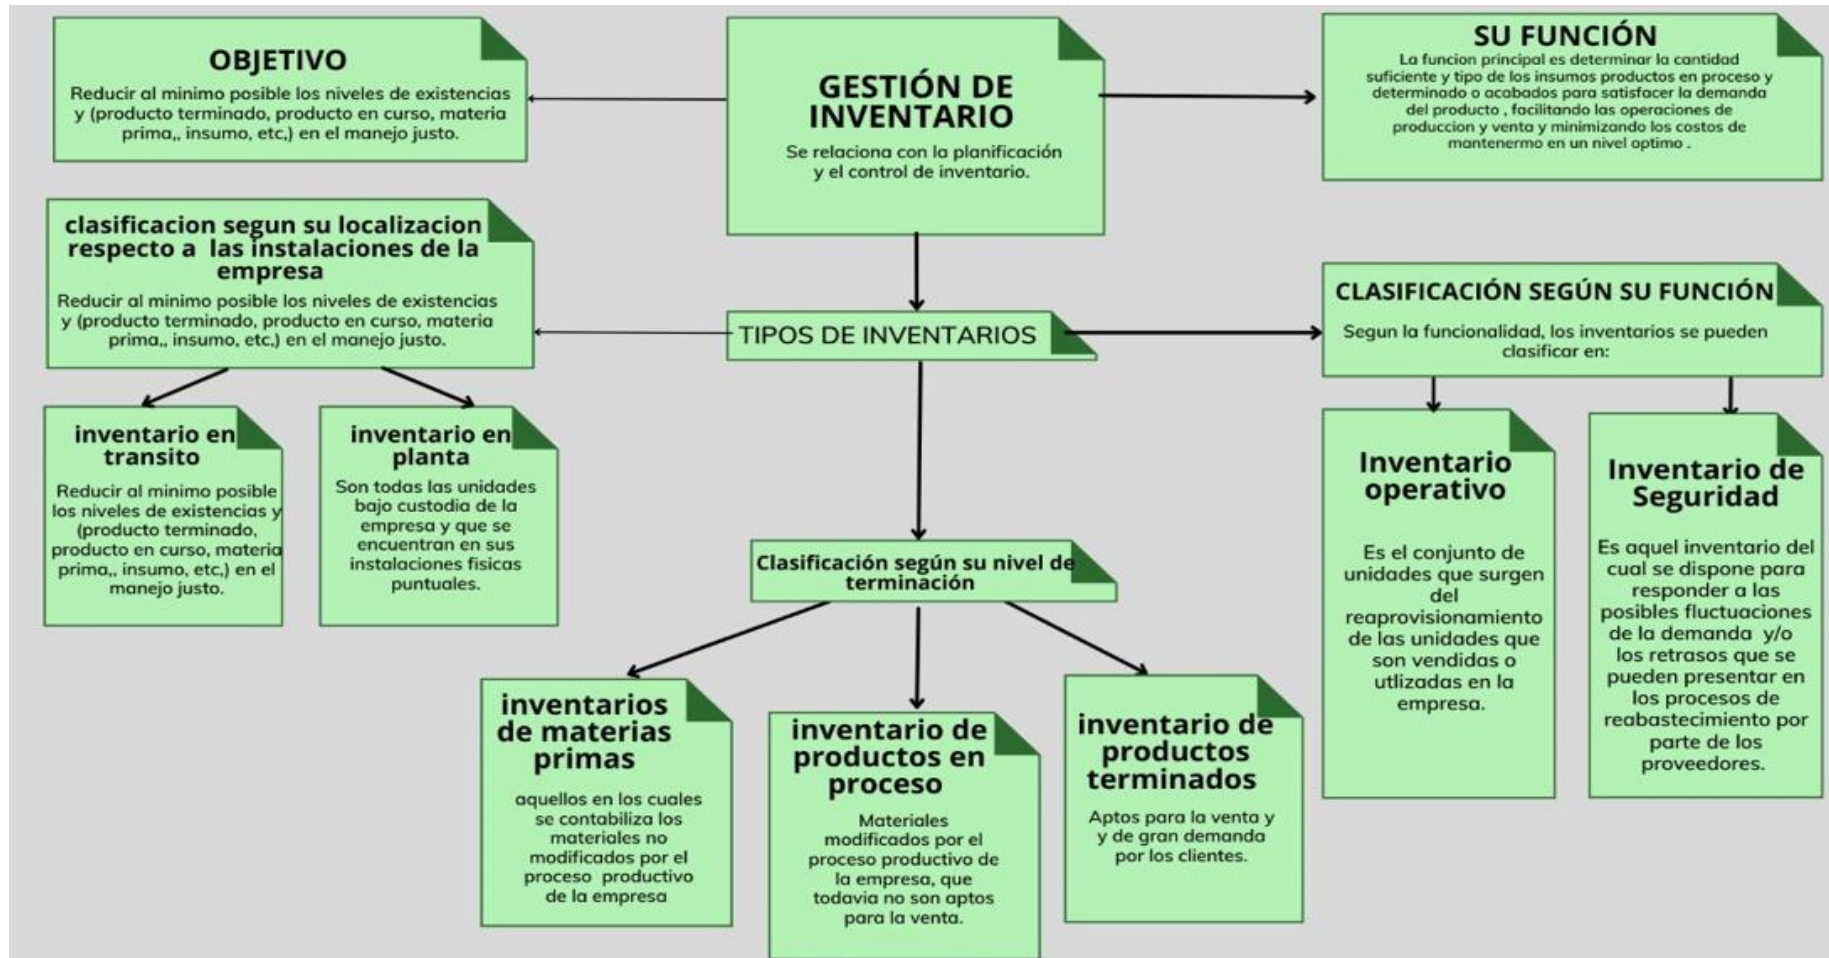 OBJETIVO
Reducir al minimo posible los niveles de existencias
y (producto terminado, producto en curso, materia
prima,, insumo, etc,) en el manejo justo.
GESTIÓN DE
INVENTARIO
Se relaciona con la planificación
y el control de inventario.
SU FUNCIÓN
La funcion principal es determinar la cantidad
suficiente y tipo de los insumos productos en proceso y
determinado o acabados para satisfacer la demanda
del producto , facilitando las operaciones de
produccion y venta y minimizando los costos de
mantenermo en un nivel optimo .
clasificacion segun su localizacion
respecto a las instalaciones de la
empresa
Reducir al minimo posible los niveles de existencias
y (producto terminado, producto en curso, materia
prima,, insumo, etc,) en el manejo justo.
TIPOS DE INVENTARIOS
CLASIFICACIÓN SEGÚN SU FUNCIÓN
Segun la funcionalidad, los inventarios se pueden
clasificar en:
inventario en
transito
Reducir al minimo posible
los niveles de existencias y
(producto terminado,
producto en curso, materia
prima,, insumo, etc,) en el
manejo justo.
inventario en
planta
Son todas las unidades
bajo custodia de la
empresa y que se
encuentran en sus
instalaciones fisicas
puntuales.
Inventario
operativo
Es el conjunto de
unidades que surgen
del
reaprovisionamiento
de las unidades que
son vendidas o
utlizadas en la
empresa.
Inventario de
Seguridad
Es aquel inventario del
cual se dispone para
responder a las
posibles fluctuaciones
de la demanda y/o
los retrasos que se
pueden presentar en
los procesos de
reabastecimiento por
parte de los
proveedores.
Clasificación según su nivel de
terminación
inventarios
de materias
primas
aquellos en los cuales
se contabiliza los
materiales no
modificados por el
proceso productivo
de la empresa
inventario de
productos en
proceso
Materiales
modificados por el
proceso productivo de
la empresa, que
todavia no son aptos
para la venta.
inventario de
productos
terminados
Aptos para la venta y
y de gran demanda
por los clientes.